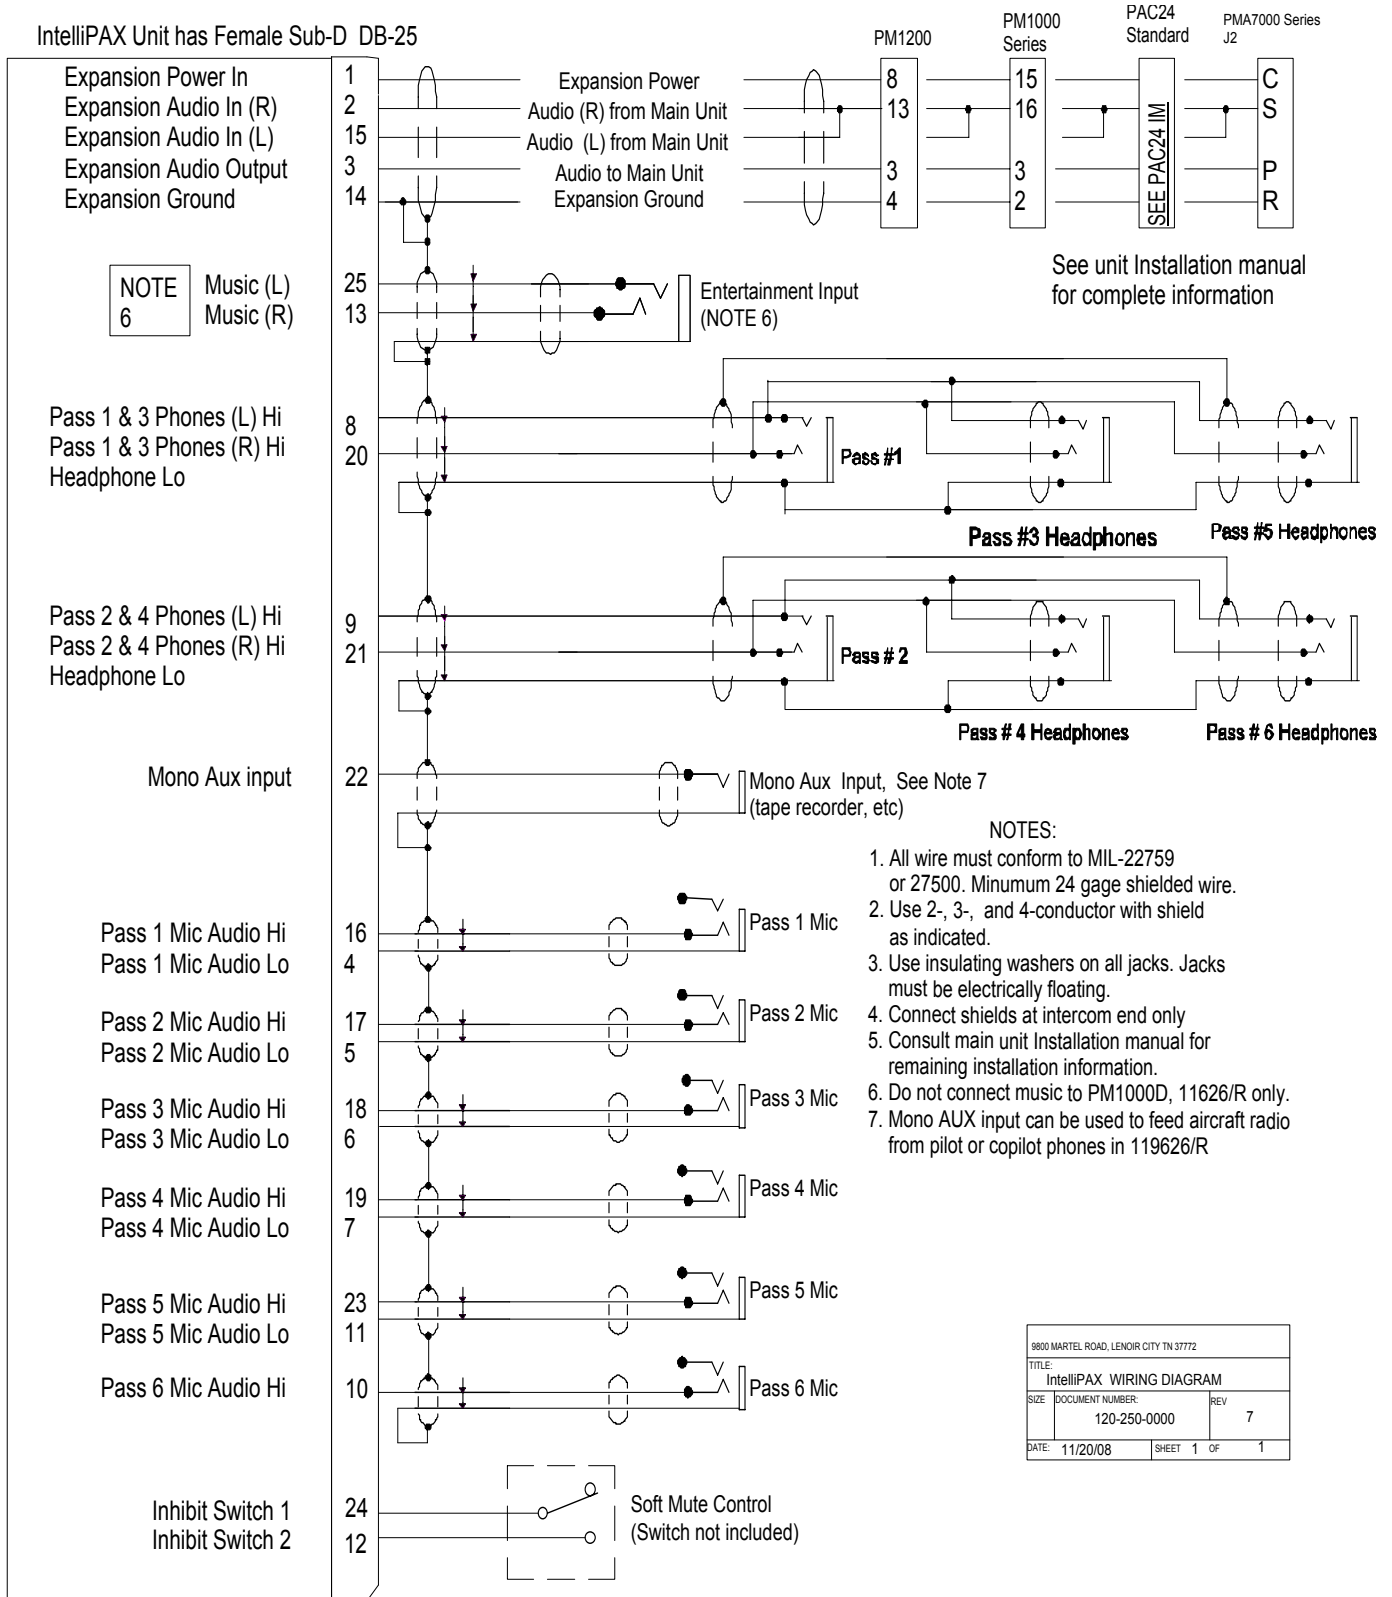 IntelliPAX Unit has Female Sub-D DB-25
PM1200
PM1000
Series
PAC24
Standard
PMA7000 Series
J2
Expansion Power In 1 Expansion Power 8 15 C
Expansion Audio In (R) 2 Audio (R) from Main Unit 13 16 S
Expansion Audio In (L) 15 Audio (L) from Main Unit
Expansion Audio Output 3 Audio to Main Unit 3 3 P
Expansion Ground 14 Expansion Ground 4 2 R
SEE PAC24 IM
See unit Installation manual
for complete information
NOTE
6
Music (L) 25
Music (R) 13
Entertainment Input
(NOTE 6)
Pass 1 & 3 Phones (L) Hi 8
Pass 1 & 3 Phones (R) Hi 20
Headphone Lo
Pass #1
Pass #3 Headphones
Pass #5 Headphones
Pass 2 & 4 Phones (L) Hi 9
Pass 2 & 4 Phones (R) Hi 21
Headphone Lo
Pass # 2
Pass # 4 Headphones
Pass # 6 Headphones
Mono Aux input 22
Mono Aux Input, See Note 7
(tape recorder, etc)
NOTES:
1. All wire must conform to MIL-22759
or 27500. Minumum 24 gage shielded wire.
2. Use 2-, 3-, and 4-conductor with shield
as indicated.
3. Use insulating washers on all jacks. Jacks
must be electrically floating.
4. Connect shields at intercom end only
5. Consult main unit Installation manual for
remaining installation information.
6. Do not connect music to PM1000D, 11626/R only.
7. Mono AUX input can be used to feed aircraft radio
from pilot or copilot phones in 119626/R
Pass 1 Mic Audio Hi 16
Pass 1 Mic Audio Lo 4
Pass 1 Mic
Pass 2 Mic Audio Hi 17
Pass 2 Mic Audio Lo 5
Pass 2 Mic
Pass 3 Mic Audio Hi 18
Pass 3 Mic Audio Lo 6
Pass 3 Mic
Pass 4 Mic Audio Hi 19
Pass 4 Mic Audio Lo 7
Pass 4 Mic
Pass 5 Mic Audio Hi 23
Pass 5 Mic Audio Lo 11
Pass 5 Mic
Pass 6 Mic Audio Hi 10
Pass 6 Mic
Inhibit Switch 1 24
Inhibit Switch 2 12
Soft Mute Control
(Switch not included)
9800 MARTEL ROAD, LENOIR CITY TN 37772
TITLE:
IntelliPAX WIRING DIAGRAM
SIZE DOCUMENT NUMBER: REV
120-250-0000 7
DATE: 11/20/08 SHEET 1 OF 1